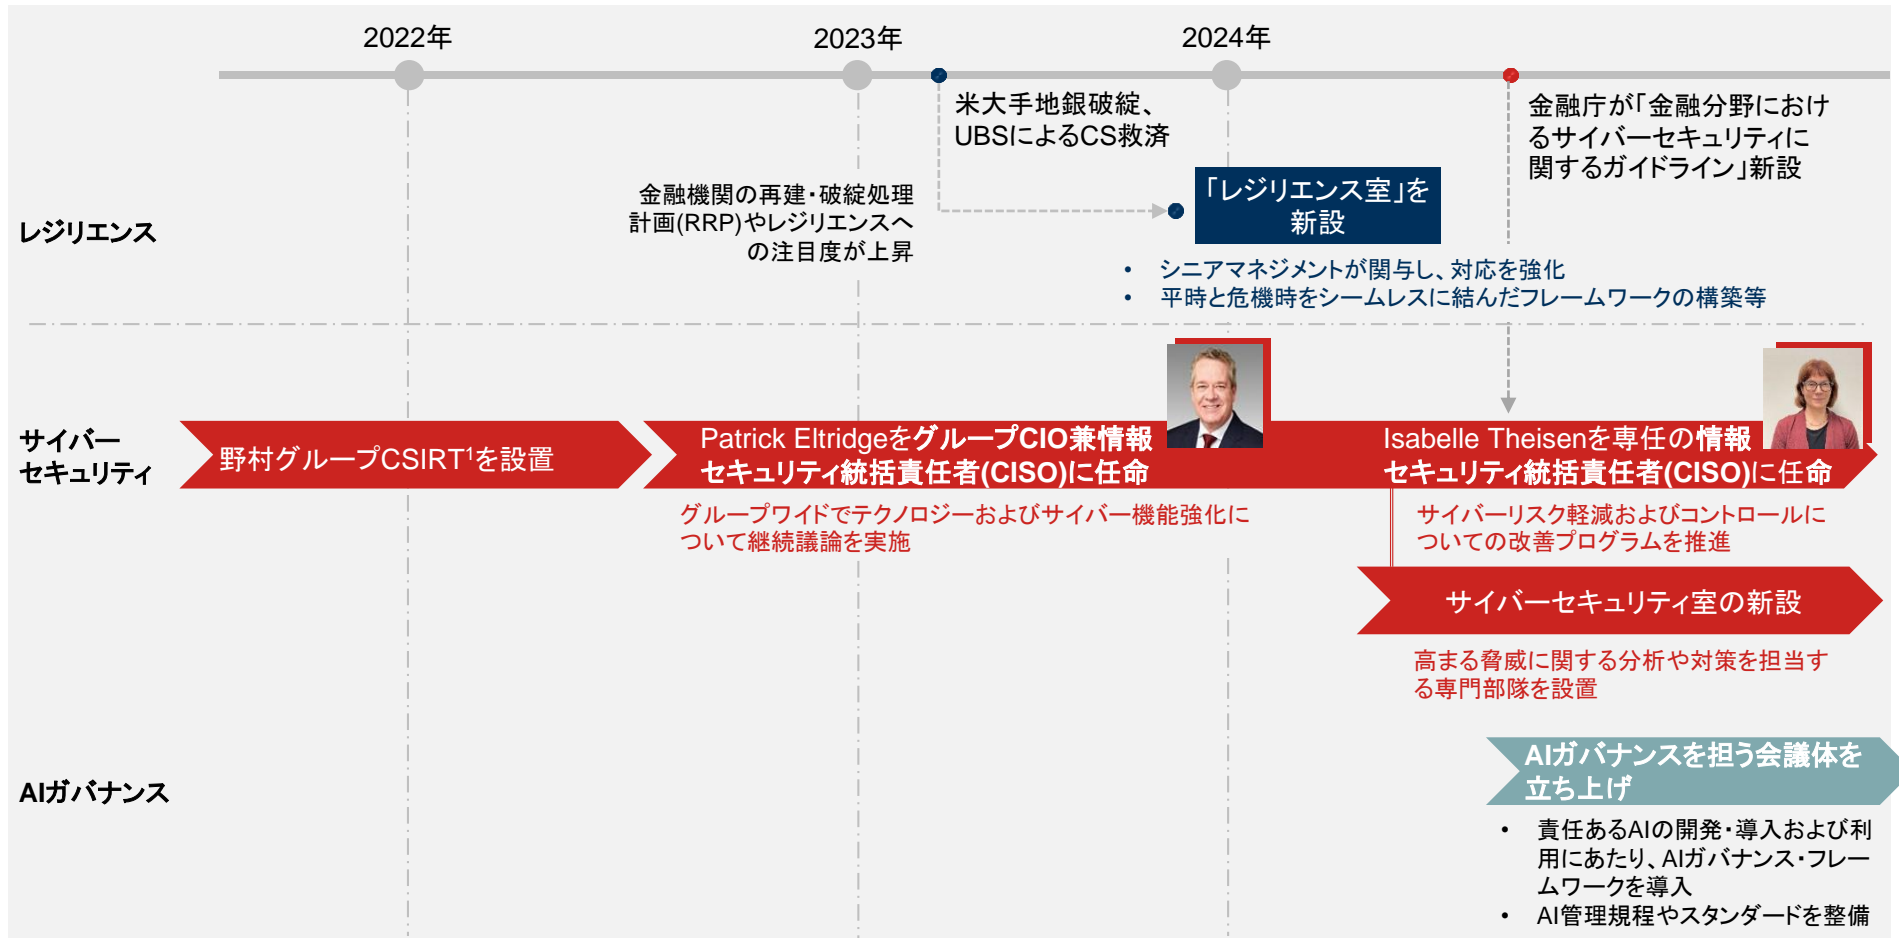 2022年
2023年
2024年
米大手地銀破綻、
UBSによるCS救済
金融庁が「金融分野におけ
るサイバーセキュリティに
関するガイドライン」新設
レジリエンス
金融機関の再建・破綻処理
計画(RRP)やレジリエンスへ
の注目度が上昇
「レジリエンス室」を
新設
• シニアマネジメントが関与し、対応を強化
• 平時と危機時をシームレスに結んだフレームワークの構築等
サイバー
セキュリティ
野村グループCSIRT¹を設置
Patrick EltridgeをグループCIO兼情報
セキュリティ統括責任者(CISO)に任命
Isabelle Theisenを専任の情報
セキュリティ統括責任者(CISO)に任命
グループワイドでテクノロジーおよびサイバー機能強化に
ついて継続議論を実施
サイバーリスク軽減およびコントロールに
ついての改善プログラムを推進
サイバーセキュリティ室の新設
高まる脅威に関する分析や対策を担当す
る専門部隊を設置
AIガバナンス
AIガバナンスを担う会議体を
立ち上げ
• 責任あるAIの開発・導入および利
用にあたり、AIガバナンス・フレー
ムワークを導入
• AI管理規程やスタンダードを整備